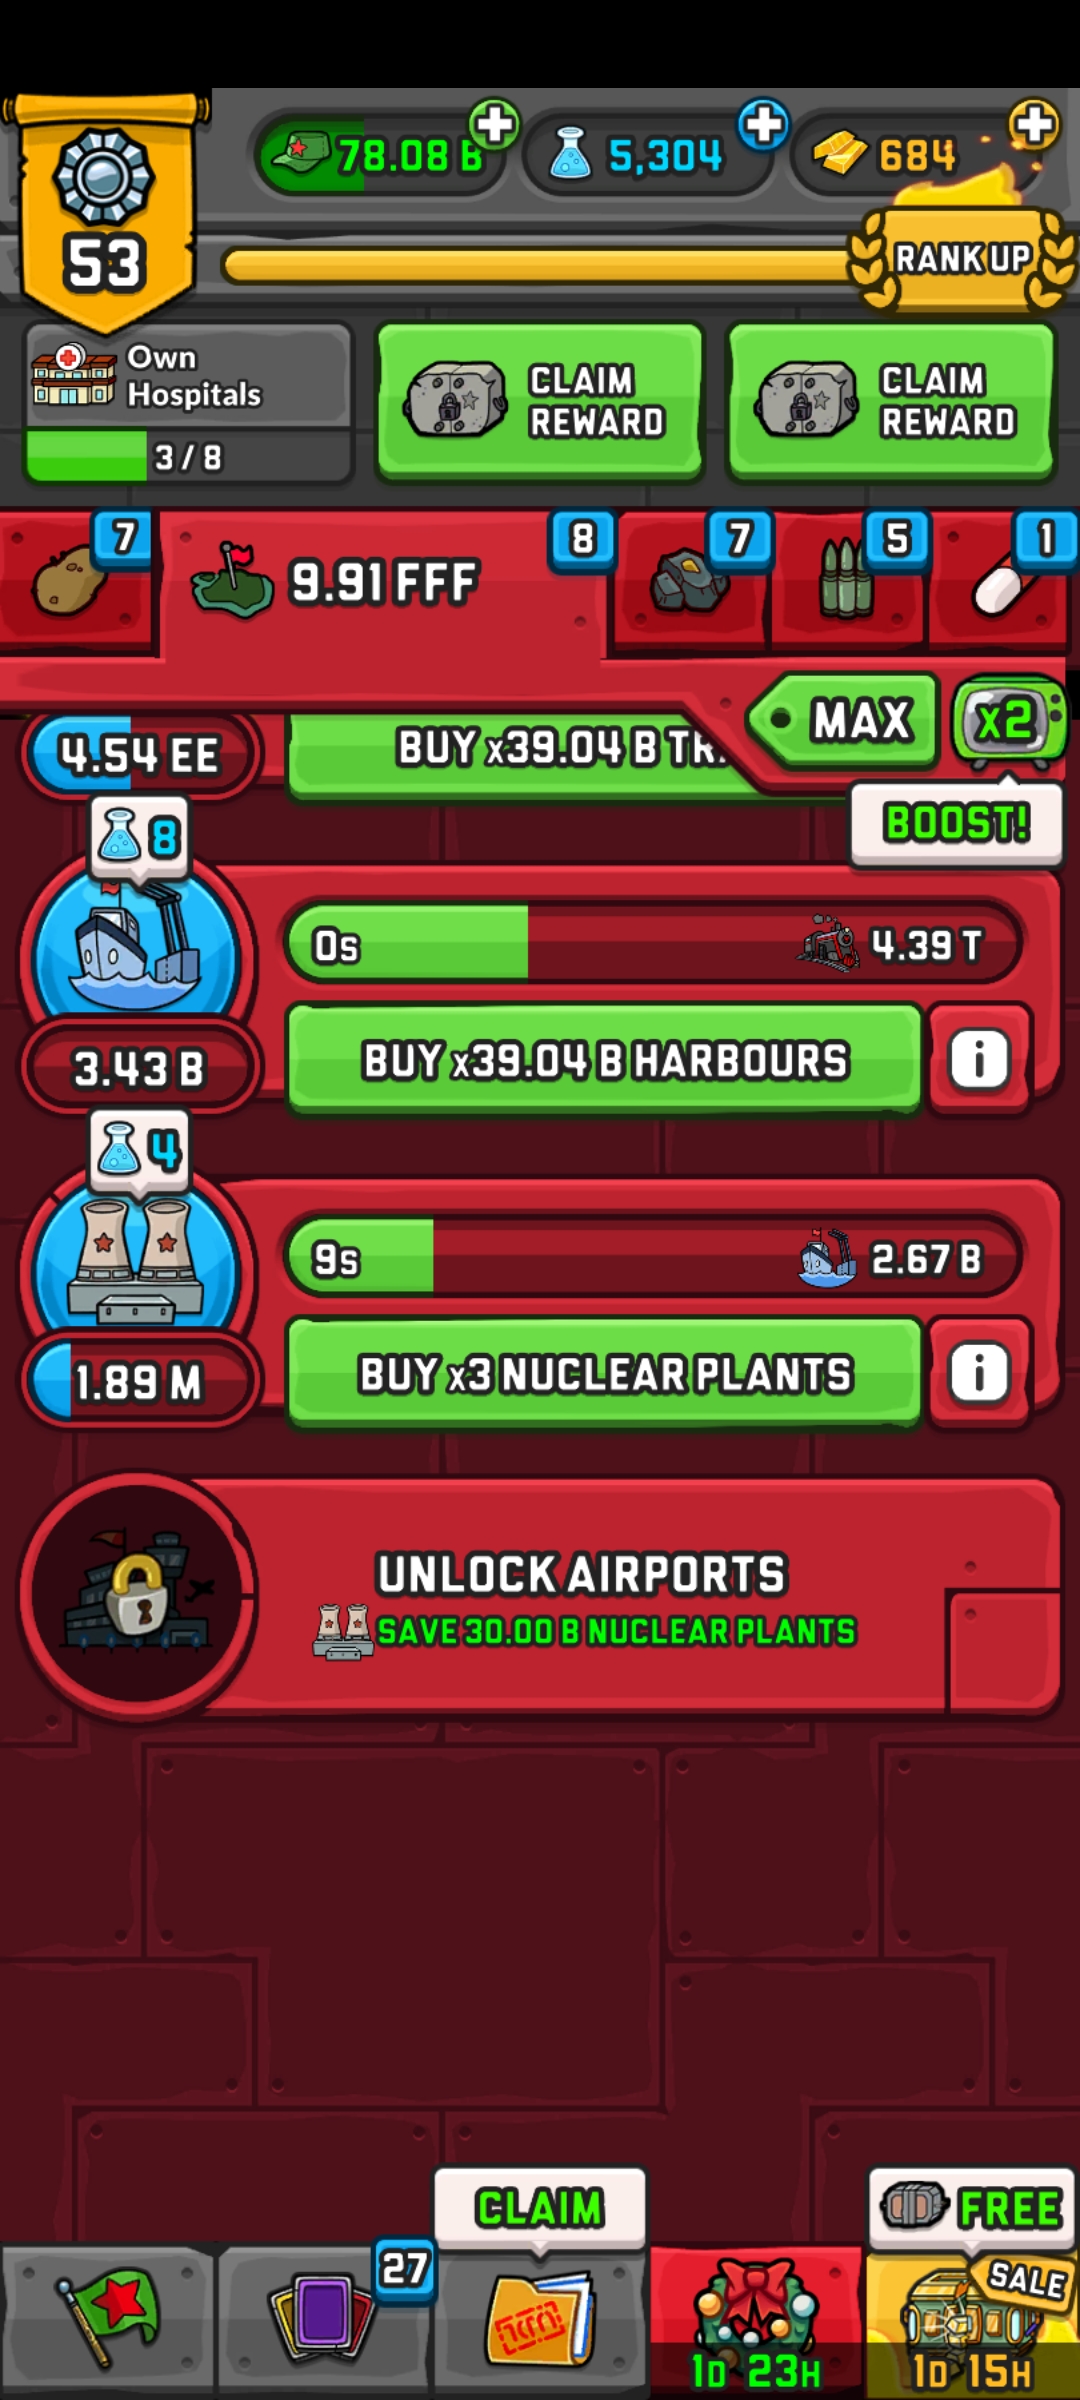 78.08 B
5,304
684
53
RANK UP
Own
Hospitals
3 / 8
CLAIM
REWARD
CLAIM
REWARD
7
9.91 FFF
8
7
5
1
MAX
x2
4.54 EE
BUY x39.04 B TR
BOOST!
8
0s
4.39 T
3.43 B
BUY x39.04 B HARBOURS
i
4
9s
2.67 B
1.89 M
BUY x3 NUCLEAR PLANTS
i
UNLOCK AIRPORTS
SAVE 30.00 B NUCLEAR PLANTS
CLAIM
FREE
27
SALE
1D 23H
1D 15H